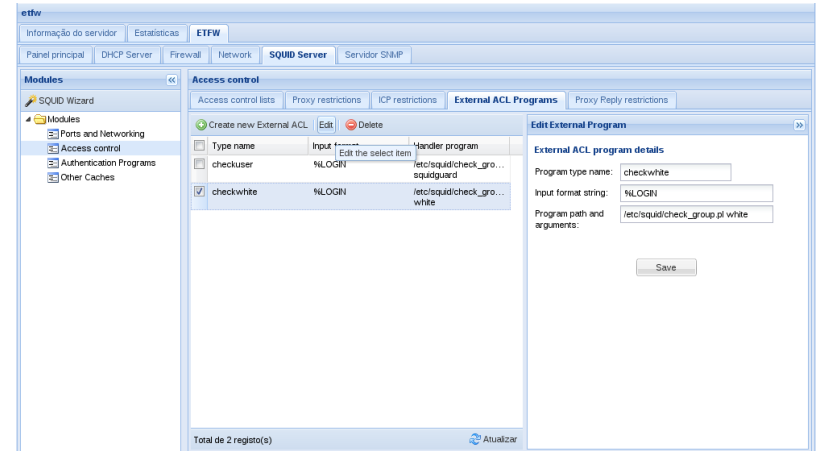 etfw
Informação do servidor Estatísticas ETFW
Painel principal DHCP Server Firewall Network SQUID Server Servidor SNMP
Modules
SQUID Wizard
Modules
Ports and Networking
Access control
Authentication Programs
Other Caches
Access control
Access control lists Proxy restrictions ICP restrictions External ACL Programs Proxy Reply restrictions
Create new External ACL Edit Delete
Type name Input format Handler program
Edit the select item
checkuser %LOGIN /etc/squid/check_gro...
squidguard
checkwhite %LOGIN /etc/squid/check_gro...
white
Total de 2 registo(s) Atualizar
Edit External Program
External ACL program details
Program type name: checkwhite
Input format string: %LOGIN
Program path and arguments: /etc/squid/check_group.pl white
Save